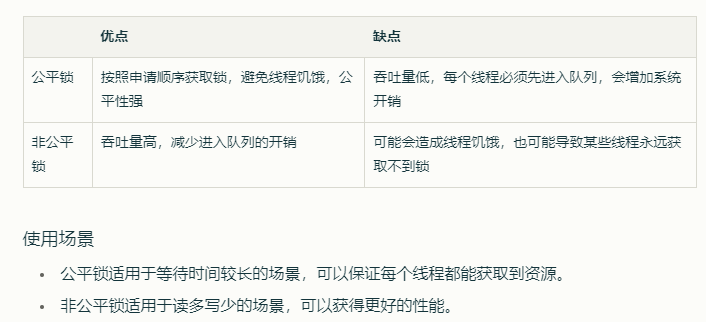 优点 缺点
公平锁 按照申请顺序获取锁，避免线程饥饿，公 吞吐量低，每个线程必须先进入队列，会增加系统
平性强 开销
非公平 吞吐量高，减少进入队列的开销 可能会造成线程饥饿，也可能导致某些线程永远获
锁 取不到锁
使用场景
• 公平锁适用于等待时间较长的场景，可以保证每个线程都能获取到资源。
• 非公平锁适用于读多写少的场景，可以获得更好的性能。